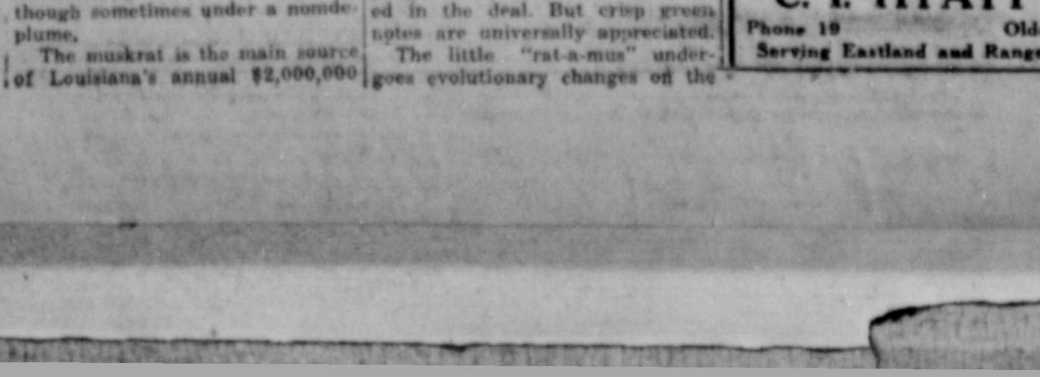 though sometimes under a nomde-
plume.
The muskrat is the main source
of Louisiana's annual $2,000,000
ed in the deal. But crisp green
notes are universally appreciated.
The little "rat-a-mus" under-
goes evolutionary changes on the
Phone 19 Old
Serving Eastland and Range